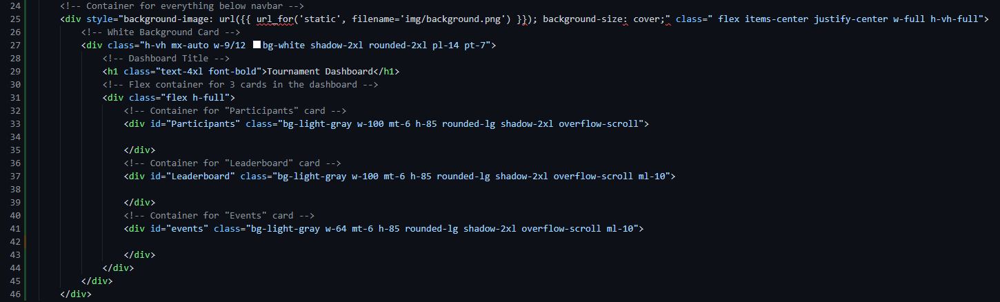 24 <!-- Container for everything below navbar -->
25 <div style="background-image: url({{ url_for('static', filename='img/background.png') }}); background-size: cover;" class=" flex items-center justify-center w-full h-vh-full">
26 <!-- White Background Card -->
27 <div class="h-vh mx-auto w-9/12 bg-white shadow-2xl rounded-2xl pl-14 pt-7">
28 <!-- Dashboard Title -->
29 <h1 class="text-4xl font-bold">Tournament Dashboard</h1>
30 <!-- Flex container for 3 cards in the dashboard -->
31 <div class="flex h-full">
32 <!-- Container for "Participants" card -->
33 <div id="Participants" class="bg-light-gray w-100 mt-6 h-85 rounded-lg shadow-2xl overflow-scroll">
34
35 </div>
36 <!-- Container for "Leaderboard" card -->
37 <div id="Leaderboard" class="bg-light-gray w-100 mt-6 h-85 rounded-lg shadow-2xl overflow-scroll ml-10">
38
39 </div>
40 <!-- Container for "Events" card -->
41 <div id="events" class="bg-light-gray w-64 mt-6 h-85 rounded-lg shadow-2xl overflow-scroll ml-10">
42
43 </div>
44 </div>
45 </div>
46 </div>